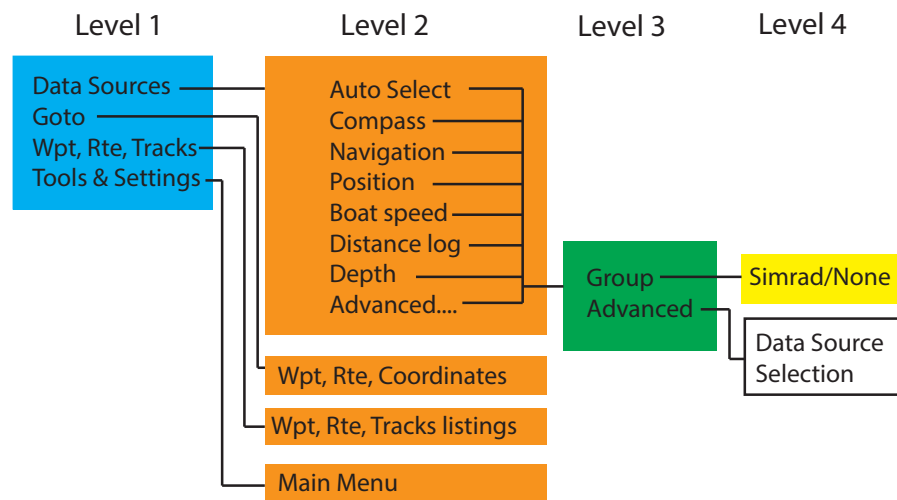 Level 1
Level 2
Level 3
Level 4
Data Sources
Goto
Wpt, Rte, Tracks
Tools & Settings
Auto Select
Compass
Navigation
Position
Boat speed
Distance log
Depth
Advanced....
Wpt, Rte, Coordinates
Wpt, Rte, Tracks listings
Main Menu
Group
Advanced
Simrad/None
Data Source
Selection